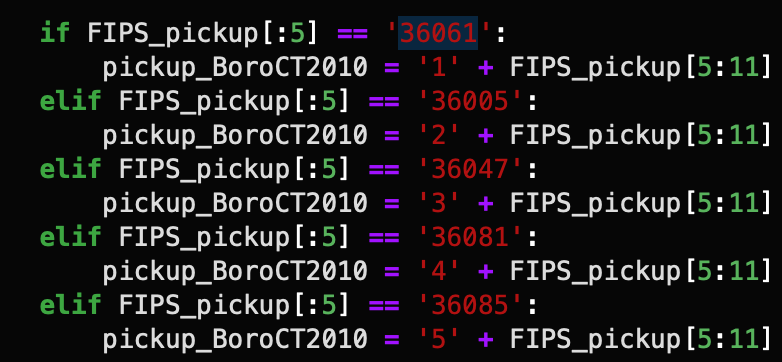 if FIPS_pickup[:5] == '36061':
    pickup_BoroCT2010 = '1' + FIPS_pickup[5:11]
elif FIPS_pickup[:5] == '36005':
    pickup_BoroCT2010 = '2' + FIPS_pickup[5:11]
elif FIPS_pickup[:5] == '36047':
    pickup_BoroCT2010 = '3' + FIPS_pickup[5:11]
elif FIPS_pickup[:5] == '36081':
    pickup_BoroCT2010 = '4' + FIPS_pickup[5:11]
elif FIPS_pickup[:5] == '36085':
    pickup_BoroCT2010 = '5' + FIPS_pickup[5:11]